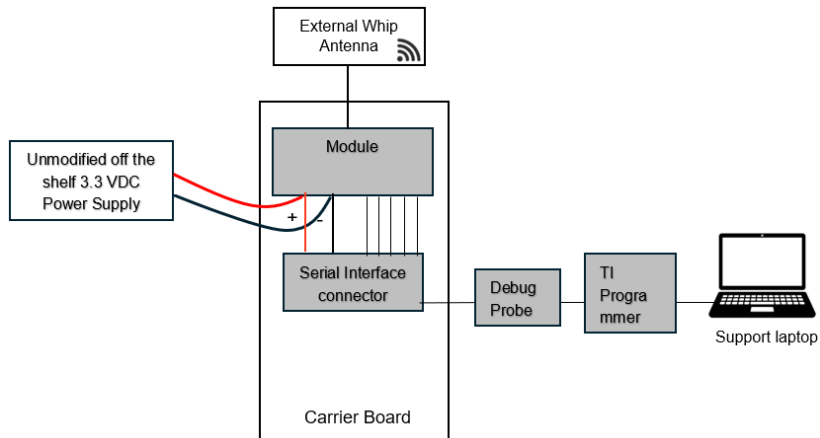 External Whip
Antenna
Module
Unmodified off the
shelf 3.3 VDC
Power Supply
+
-
Serial Interface
connector
Debug
Probe
TI
Progra
mmer
Support laptop
Carrier Board